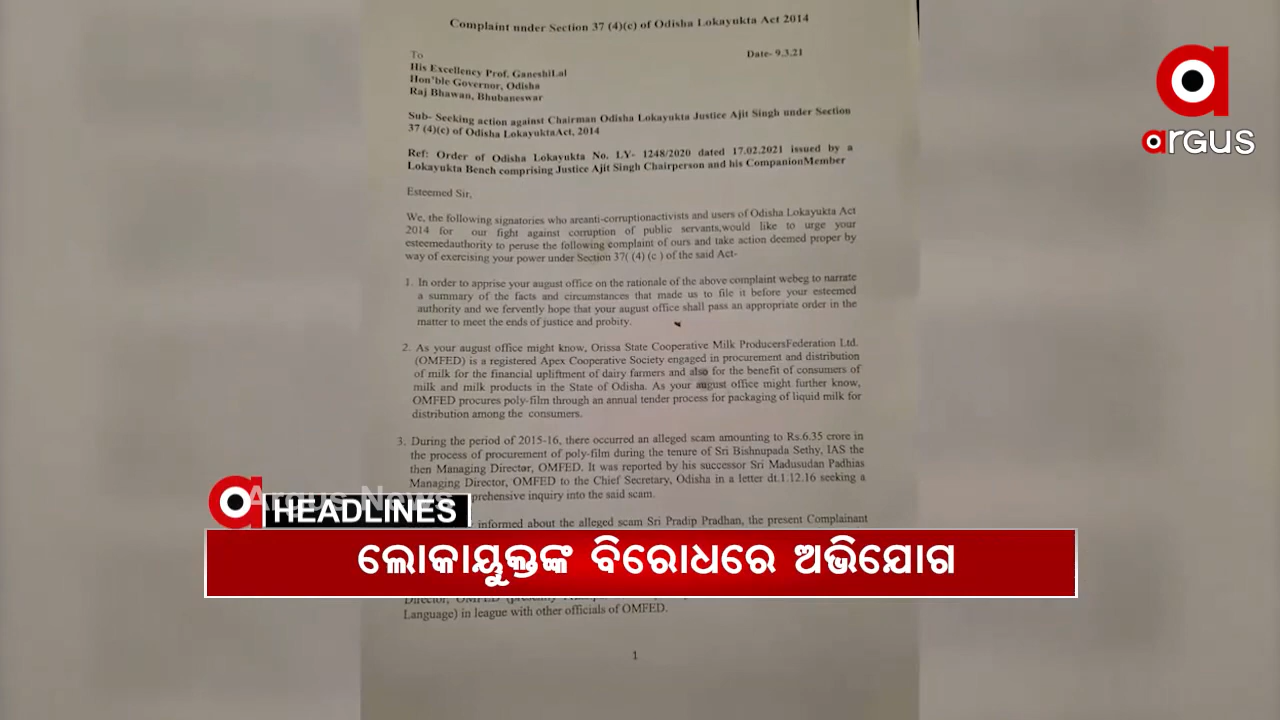 Complaint under Section 37 (4)(c) of Odisha Lokayukta Act 2014
To
Date- 9.3.21
His Excellency Prof. GaneshiLal
Hon'ble Governor, Odisha
Raj Bhawan, Bhubaneswar
Sub- Seeking action against Chairman Odisha Lokayukta Justice Ajit Singh under Section
37 (4)(c) of Odisha LokayuktaAct, 2014
Ref: Order of Odisha Lokayukta No. LY- 1248/2020 dated 17.02.2021 issued by a
Lokayukta Bench comprising Justice Ajit Singh Chairperson and his CompanionMember
Esteemed Sir,
We, the following signatories who areanti-corruptionactivists and users of Odisha Lokayukta Act
2014 for our fight against corruption of public servants,would like to urge your
esteemedauthority to peruse the following complaint of ours and take action deemed proper by
way of exercising your power under Section 37( (4) (c ) of the said Act-
1. In order to apprise your august office on the rationale of the above complaint webeg to narrate
a summary of the facts and circumstances that made us to file it before your esteemed
authority and we fervently hope that your august office shall pass an appropriate order in the
matter to meet the ends of justice and probity.
2. As your august office might know, Orissa State Cooperative Milk ProducersFederation Ltd.
(OMFED) is a registered Apex Cooperative Society engaged in procurement and distribution
of milk for the financial upliftment of dairy farmers and also for the benefit of consumers of
milk and milk products in the State of Odisha. As your august office might further know,
OMFED procures poly-film through an annual tender process for packaging of liquid milk for
distribution among the consumers.
3. During the period of 2015-16, there occurred an alleged scam amounting to Rs.6.35 crore in
the process of procurement of poly-film during the tenure of Sri Bishnupada Sethy, IAS the
then Managing Director, OMFED. It was reported by his successor Sri Madusudan Padhias
Managing Director, OMFED to the Chief Secretary, Odisha in a letter dt.1.12.16 seeking a
prehensive inquiry into the said scam.
informed about the alleged scam Sri Pradip Pradhan, the present Complainant
Language) in league with other officials of OMFED.
1
argus
Argus News
HEADLINES
ଲୋକାୟୁକ୍ତଙ୍କ ବିରୋଧରେ ଅଭିଯୋଗ